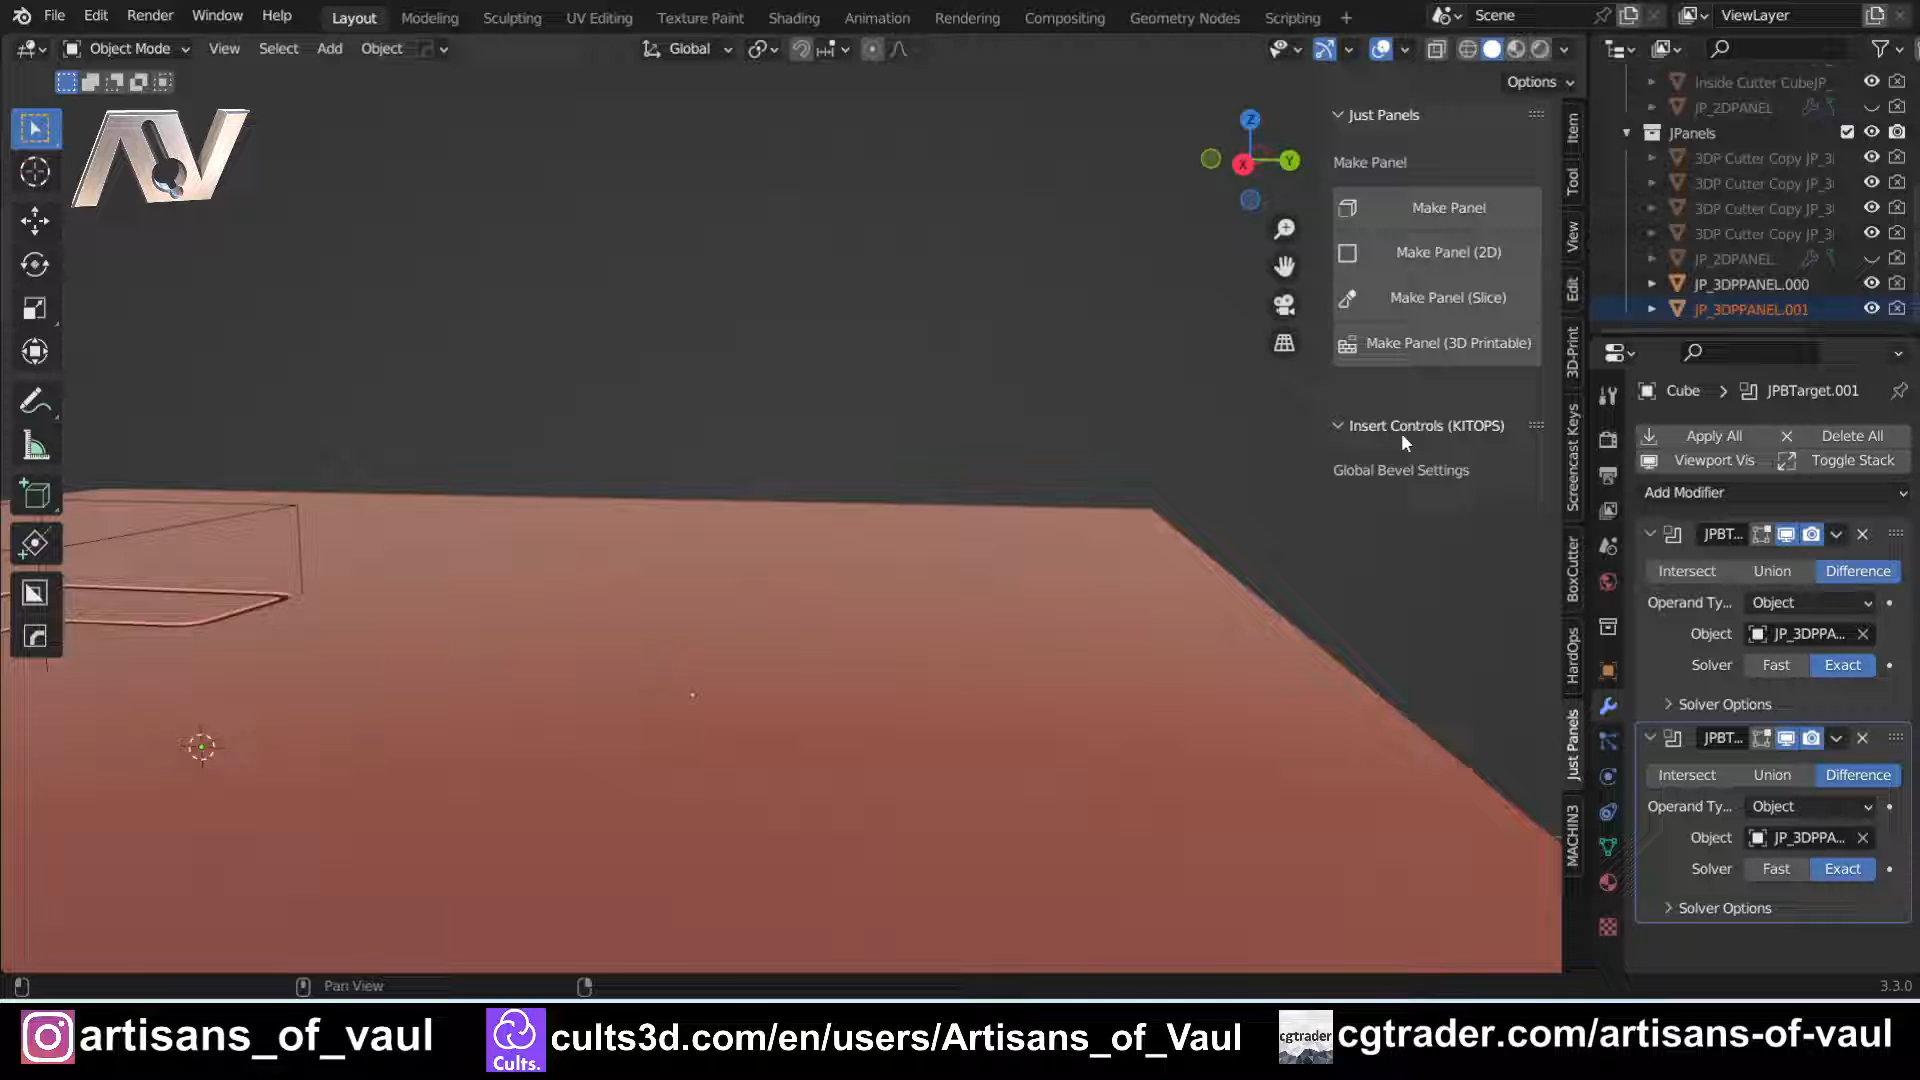 File Edit Render Window Help Layout Modeling Sculpting UV Editing Texture Paint Shading Animation Rendering Compositing Geometry Nodes Scripting + Scene ViewLayer
Object Mode View Select Add Object Global
Options
AV
Z
Y
X
Just Panels
Make Panel
Make Panel
Make Panel (2D)
Make Panel (Slice)
Make Panel (3D Printable)
Insert Controls (KITOPS)
Global Bevel Settings
Item
Tool
View
Edit
3D-Print
Screencast Keys
BoxCutter
HardOps
Just Panels
MACHIN3
Inside Cutter CubeJP_
JP_2DPANEL
JPanels
3DP Cutter Copy JP_3
3DP Cutter Copy JP_3
3DP Cutter Copy JP_3
3DP Cutter Copy JP_3
JP_2DPANEL
JP_3DPPANEL.000
JP_3DPPANEL.001
Cube > JPBTarget.001
Apply All Delete All
Viewport Vis Toggle Stack
Add Modifier
JPBT...
Intersect Union Difference
Operand Ty... Object
Object JP_3DPPA...
Solver Fast Exact
Solver Options
JPBT...
Intersect Union Difference
Operand Ty... Object
Object JP_3DPPA...
Solver Fast Exact
Solver Options
Pan View
3.3.0
artisans_of_vaul
Cults.
cults3d.com/en/users/Artisans_of_Vaul
cgtrader
cgtrader.com/artisans-of-vaul